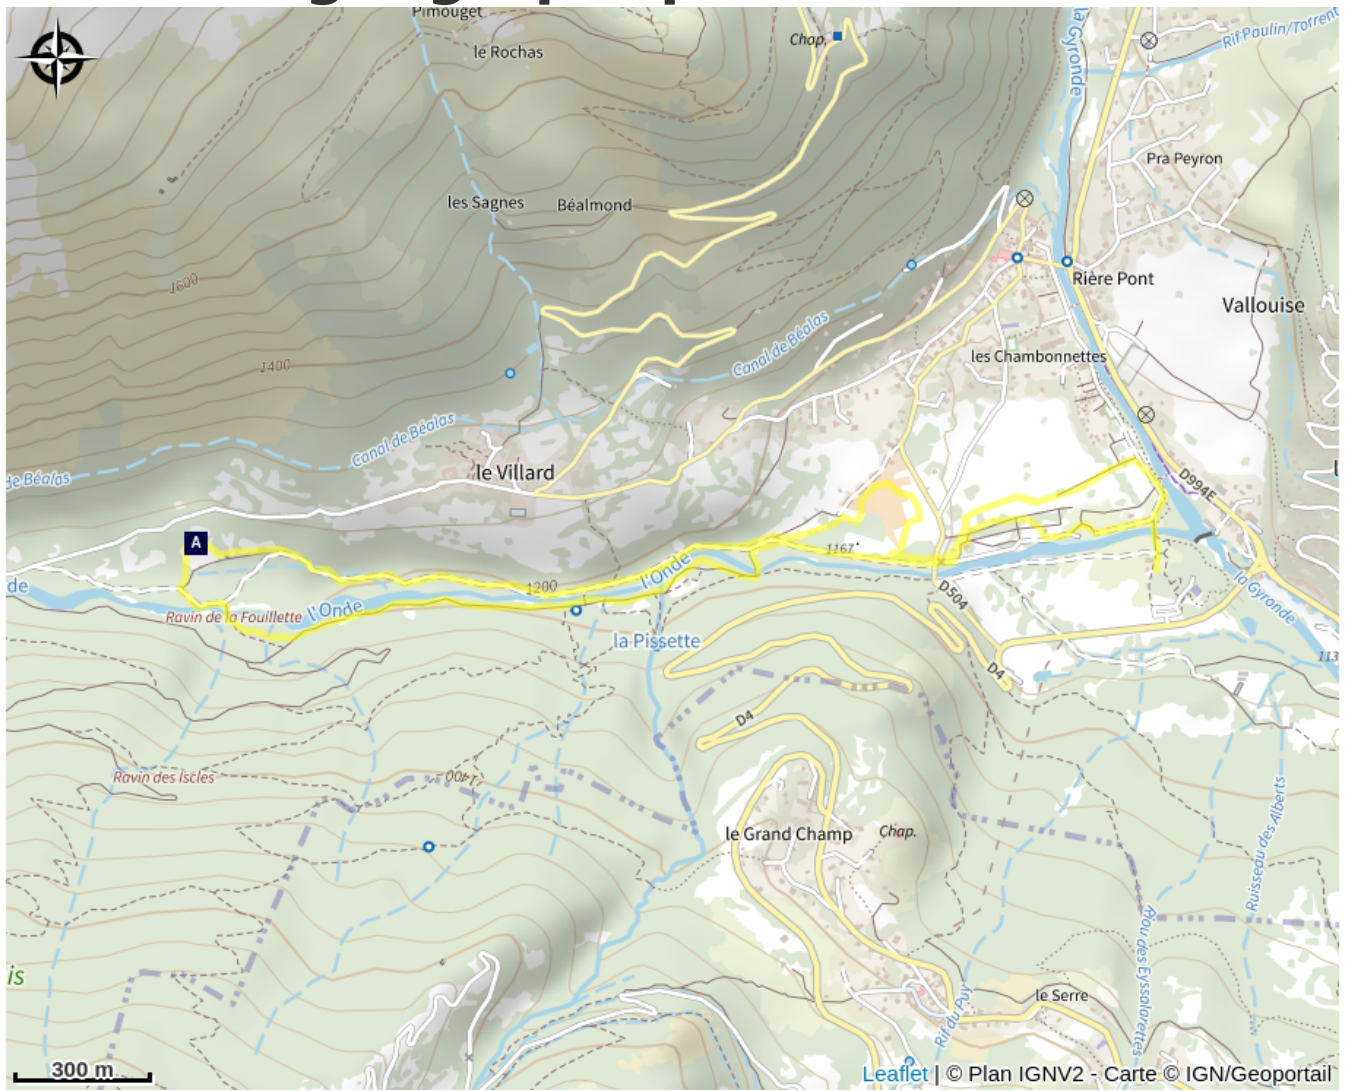 Pimouget
la Gyronde
Rif Paulin/Torrent
Chap.
le Rochas
Pra Peyron
les Sagnes
Béalmond
1600
Rière Pont
Vallouise
Canal de Béalas
les Chambonnettes
1400
Canal de Béalas
de Béalas
le Villard
D994E
A
1167
l'Onde
1200
de
l'Onde
Ravin de la Fouillette
D504
la Gyronde
la Pissette
113
D4
D4
Ravin des Iscles
1400
le Grand Champ
Chap.
Ruisseau des Alberts
Riou des Eyssalarettes
is
le Serre
Rif du Puy
300 m
Leaflet | © Plan IGNV2 - Carte © IGN/Geoportail